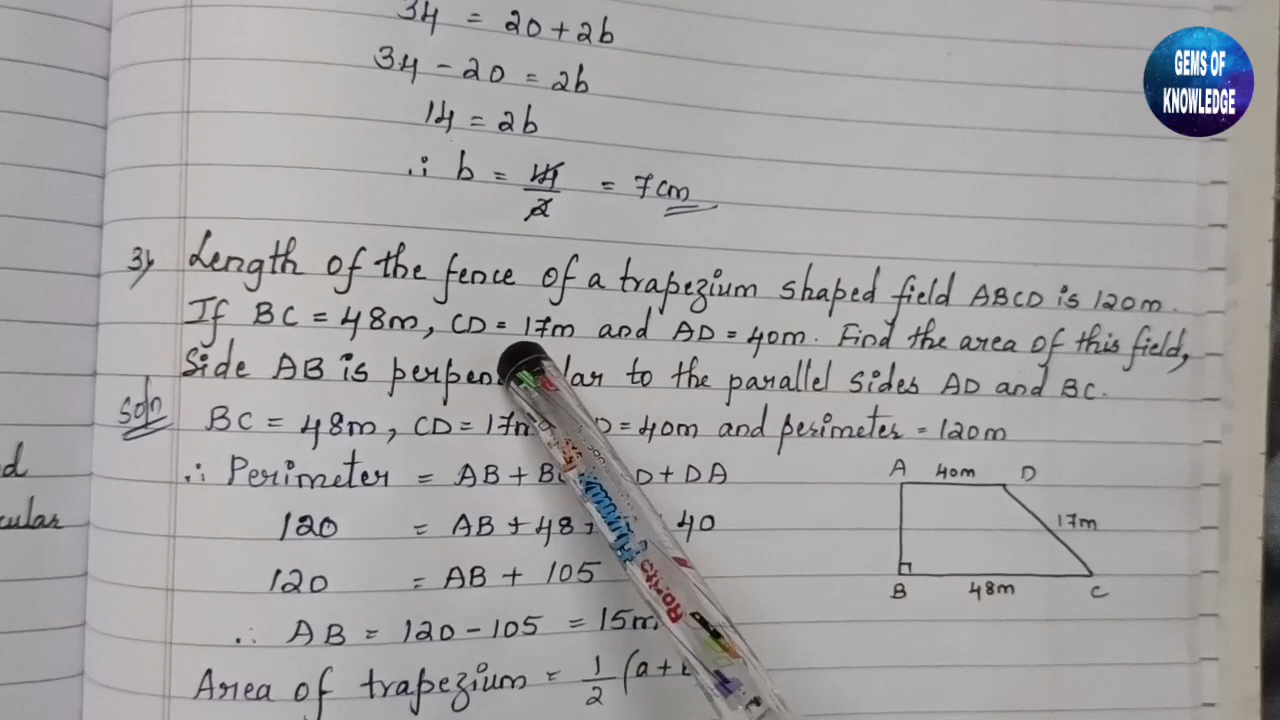 34 = 20 + 2b
34 - 20 = 2b
14 = 2b
∴ b = 14/2 = 7cm
GEMS OF
KNOWLEDGE
3) Length of the fence of a trapezium shaped field ABCD is 120m.
If BC = 48m, CD = 17m and AD = 40m. Find the area of this field,
Side AB is to the parallel sides AD and BC.
Soln
BC = 48m, CD = 17m = 40m and perimeter = 120m
∴ Perimeter = AB + D + DA
120 = AB + 48 + 40
120 = AB + 105
∴ AB = 120 - 105 = 15m
Area of trapezium = 1/2 (a +
A 40m D
17m
B 48m C
d
cular